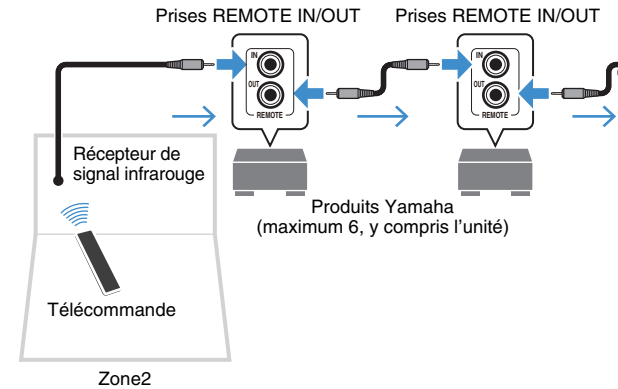 Prises REMOTE IN/OUT
Prises REMOTE IN/OUT
IN
OUT
REMOTE
IN
OUT
REMOTE
Récepteur de
signal infrarouge
Produits Yamaha
(maximum 6, y compris l’unité)
Télécommande
Zone2